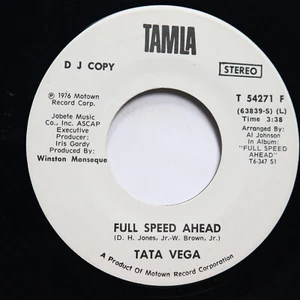 TAMLA
D J COPY
STEREO
℗ 1976 Motown
Record Corp.
Jobete Music
Co., Inc. ASCAP
Executive
Producer:
Iris Gordy
Produced By:
Winston Monseque
T 54271 F
(63839-S) (L)
Time 3:38
Arranged By:
Al Johnson
In Album:
"FULL SPEED
AHEAD"
T6-347 S1
FULL SPEED AHEAD
(D. H. Jones, Jr.-W. Brown, Jr.)
TATA VEGA
A Product Of Motown Record Corporation